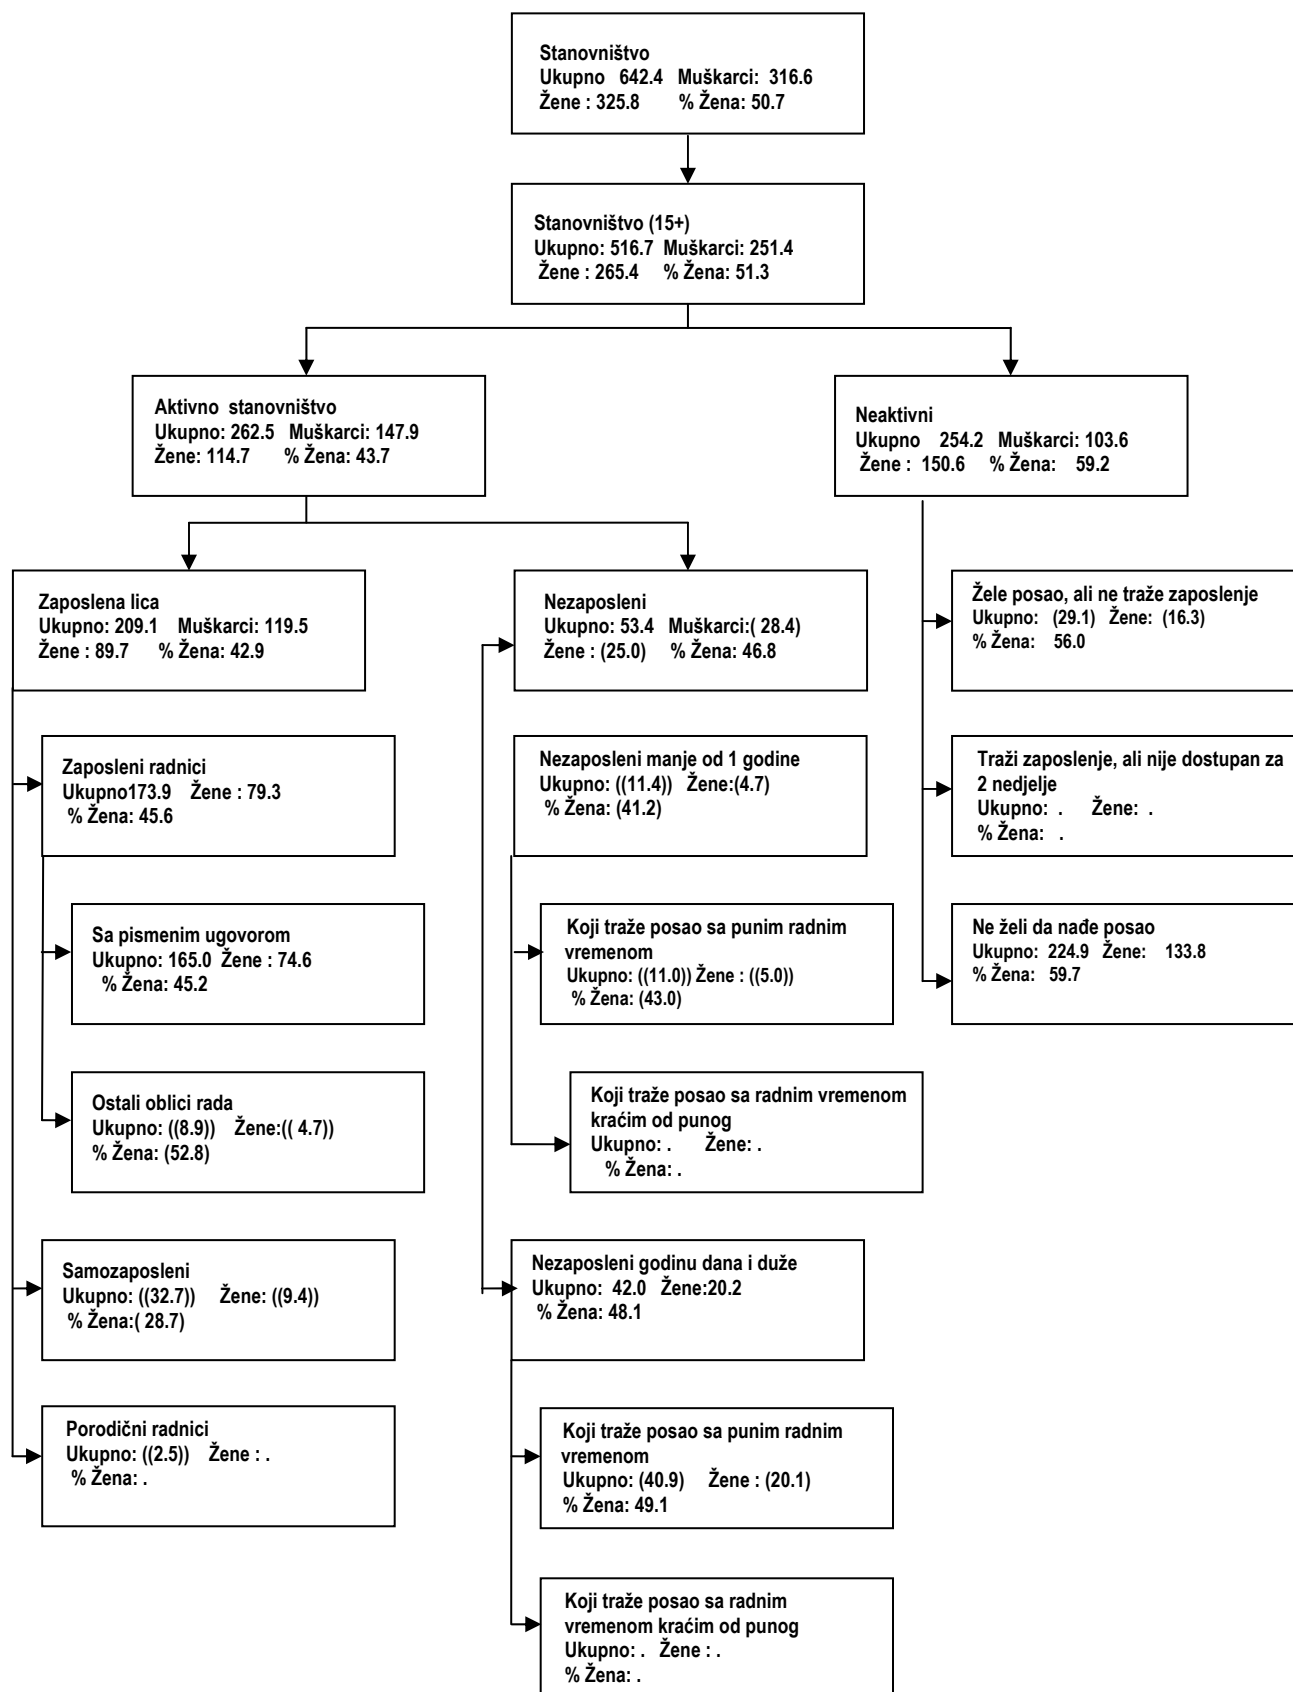 Stanovništvo
Ukupno 642.4 Muškarci: 316.6
Žene : 325.8 % Žena: 50.7
Stanovništvo (15+)
Ukupno: 516.7 Muškarci: 251.4
Žene : 265.4 % Žena: 51.3
Aktivno stanovništvo
Ukupno: 262.5 Muškarci: 147.9
Žene: 114.7 % Žena: 43.7
Neaktivni
Ukupno 254.2 Muškarci: 103.6
Žene : 150.6 % Žena: 59.2
Zaposlena lica
Ukupno: 209.1 Muškarci: 119.5
Žene : 89.7 % Žena: 42.9
Nezaposleni
Ukupno: 53.4 Muškarci:( 28.4)
Žene : (25.0) % Žena: 46.8
Žele posao, ali ne traže zaposlenje
Ukupno: (29.1) Žene: (16.3)
% Žena: 56.0
Zaposleni radnici
Ukupno173.9 Žene : 79.3
% Žena: 45.6
Nezaposleni manje od 1 godine
Ukupno: ((11.4)) Žene:(4.7)
% Žena: (41.2)
Traži zaposlenje, ali nije dostupan za
2 nedjelje
Ukupno: . Žene: .
% Žena: .
Sa pismenim ugovorom
Ukupno: 165.0 Žene : 74.6
% Žena: 45.2
Koji traže posao sa punim radnim
vremenom
Ukupno: ((11.0)) Žene : ((5.0))
% Žena: (43.0)
Ne želi da nađe posao
Ukupno: 224.9 Žene: 133.8
% Žena: 59.7
Ostali oblici rada
Ukupno: ((8.9)) Žene:(( 4.7))
% Žena: (52.8)
Koji traže posao sa radnim vremenom
kraćim od punog
Ukupno: . Žene: .
% Žena: .
Samozaposleni
Ukupno: ((32.7)) Žene: ((9.4))
% Žena:( 28.7)
Nezaposleni godinu dana i duže
Ukupno: 42.0 Žene:20.2
% Žena: 48.1
Porodični radnici
Ukupno: ((2.5)) Žene : .
% Žena: .
Koji traže posao sa punim radnim
vremenom
Ukupno: (40.9) Žene : (20.1)
% Žena: 49.1
Koji traže posao sa radnim
vremenom kraćim od punog
Ukupno: . Žene : .
% Žena: .